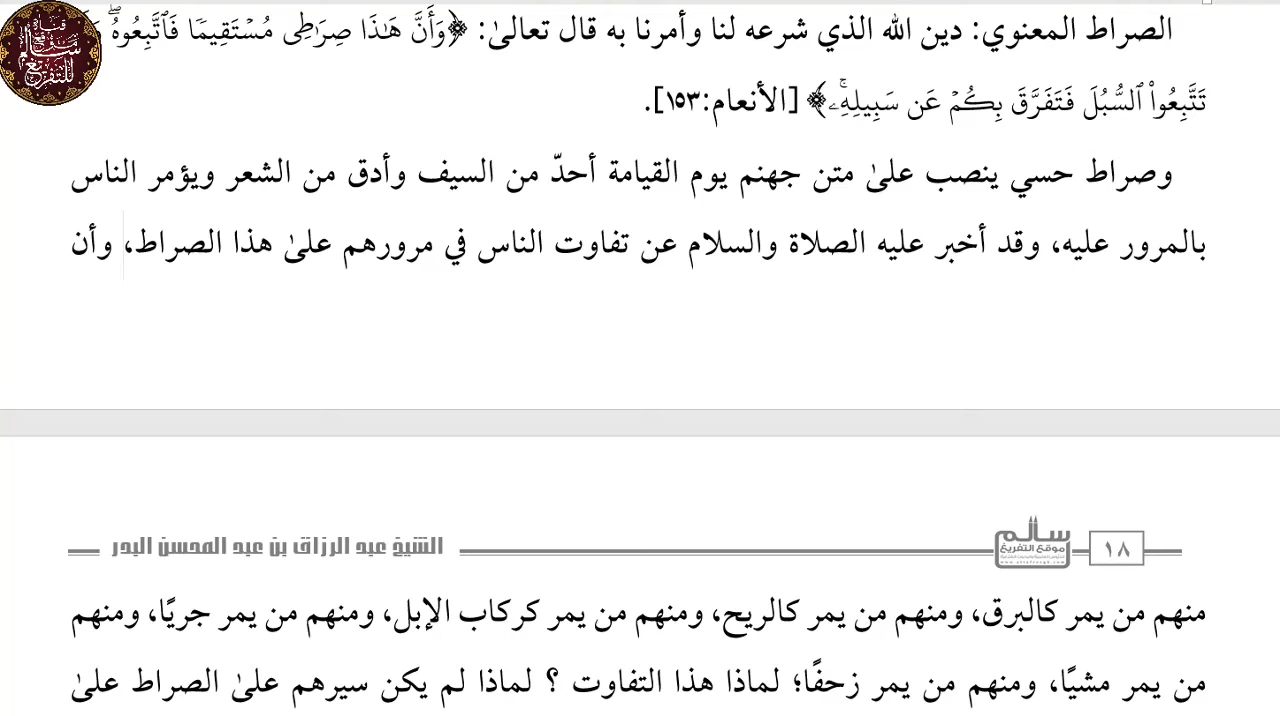 الصراط المعنوي: دين الله الذي شرعه لنا وأمرنا به قال تعالىٰ: ﴿وَأَنَّ هَٰذَا صِرَٰطِى مُسۡتَقِيمٗا فَٱتَّبِعُوهُۖ
تَتَّبِعُواْ ٱلسُّبُلَ فَتَفَرَّقَ بِكُمۡ عَن سَبِيلِهِۦۚ﴾ [الأنعام:١٥٣].
وصراط حسي ينصب علىٰ متن جهنم يوم القيامة أحدّ من السيف وأدق من الشعر ويؤمر الناس
بالمرور عليه، وقد أخبر عليه الصلاة والسلام عن تفاوت الناس في مرورهم علىٰ هذا الصراط، وأن
سالم
موقع التفريغ
١٨
الشيخ عبد الرزاق بن عبد المحسن البدر
منهم من يمر كالبرق، ومنهم من يمر كالريح، ومنهم من يمر كركاب الإبل، ومنهم من يمر جريًا، ومنهم
من يمر مشيًا، ومنهم من يمر زحفًا؛ لماذا هذا التفاوت ؟ لماذا لم يكن سيرهم علىٰ الصراط علىٰ